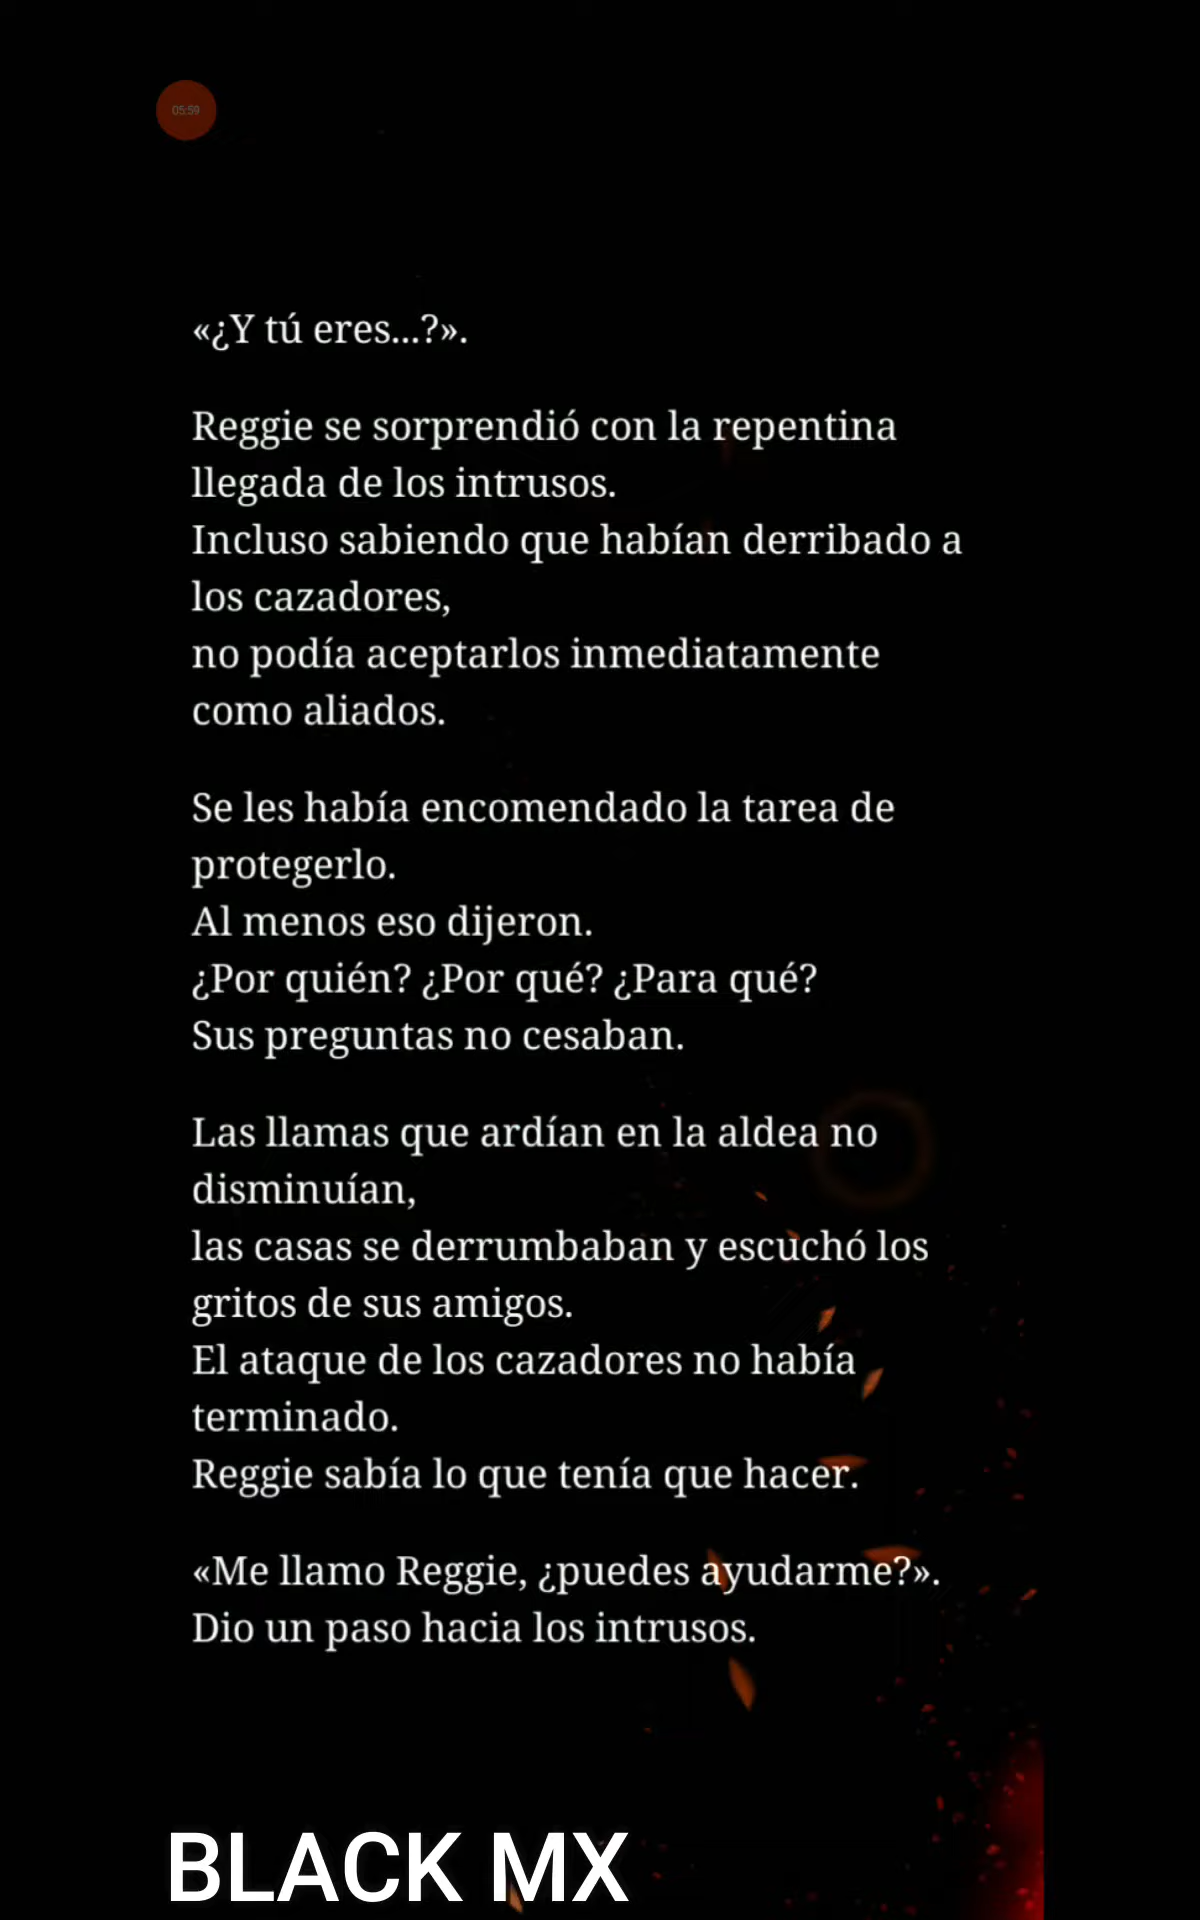 05:59
«¿Y tú eres...?».
Reggie se sorprendió con la repentina
llegada de los intrusos.
Incluso sabiendo que habían derribado a
los cazadores,
no podía aceptarlos inmediatamente
como aliados.
Se les había encomendado la tarea de
protegerlo.
Al menos eso dijeron.
¿Por quién? ¿Por qué? ¿Para qué?
Sus preguntas no cesaban.
Las llamas que ardían en la aldea no
disminuían,
las casas se derrumbaban y escuchó los
gritos de sus amigos.
El ataque de los cazadores no había
terminado.
Reggie sabía lo que tenía que hacer.
«Me llamo Reggie, ¿puedes ayudarme?».
Dio un paso hacia los intrusos.
BLACK MX